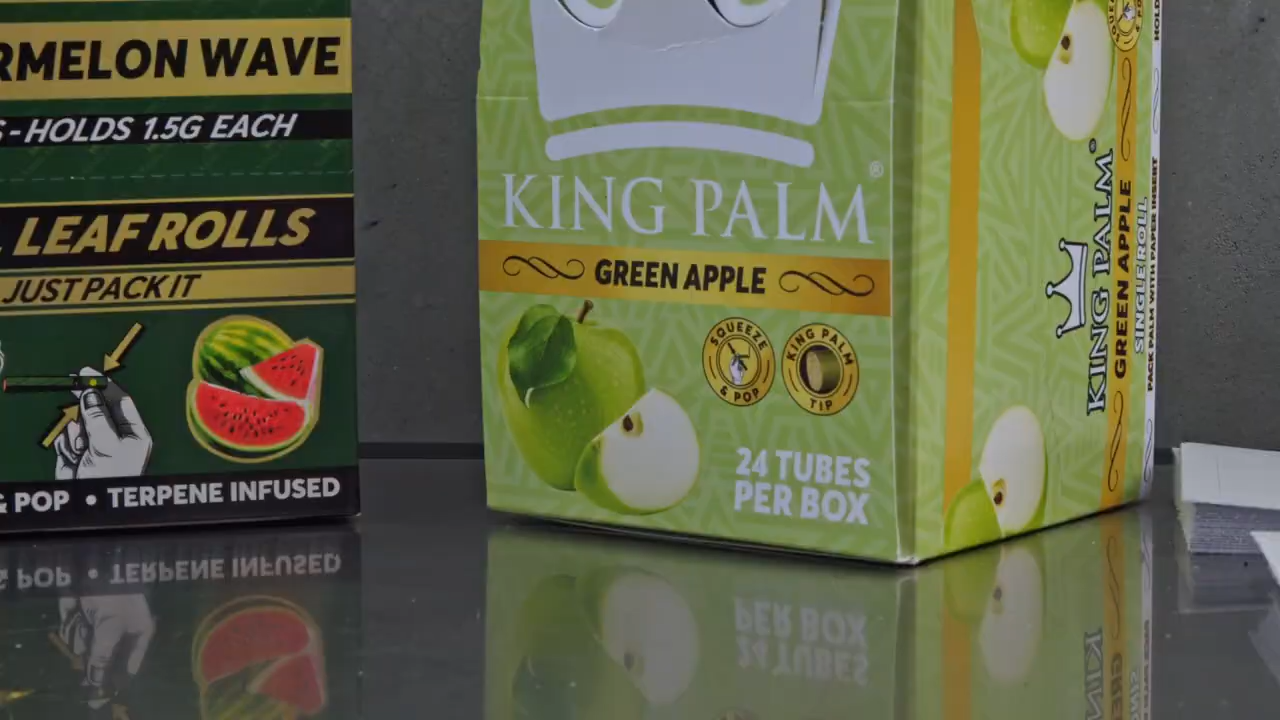 RMELON WAVE
S - HOLDS 1.5G EACH
LEAF ROLLS
JUST PACK IT
& POP • TERPENE INFUSED
KING PALM®
GREEN APPLE
SQUEEZE & POP
KING PALM TIP
24 TUBES
PER BOX
KING PALM®
GREEN APPLE
SINGLE ROLL
PACK PALM WITH PAPER INSERT
HOLD